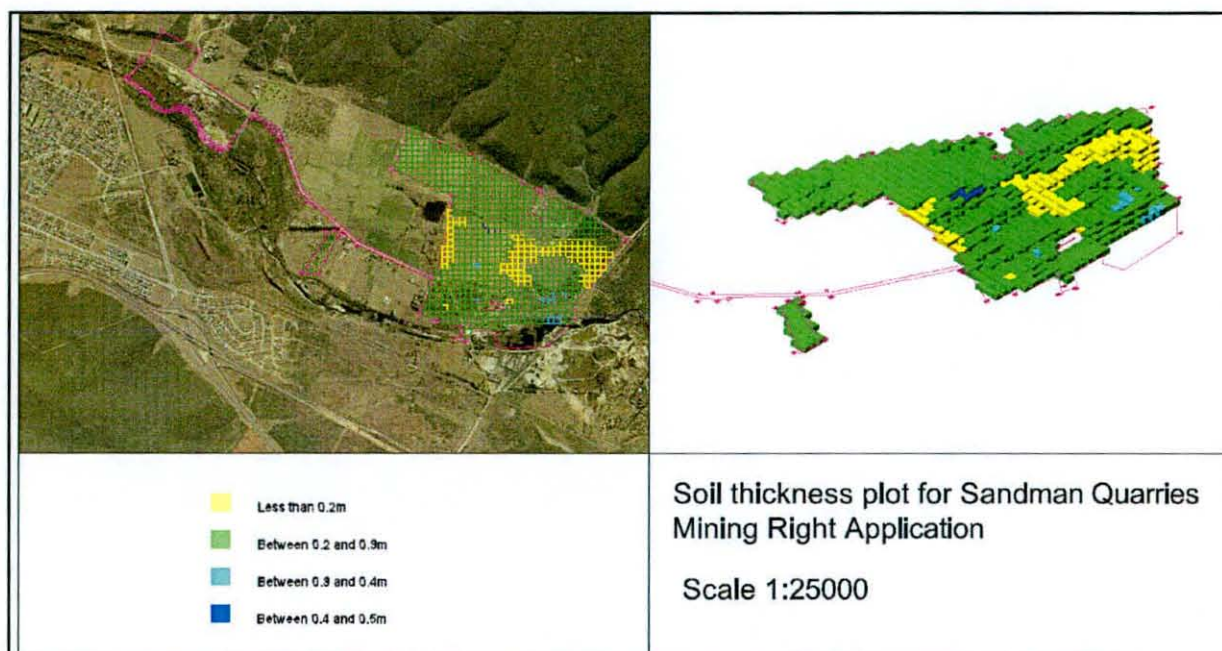 Less than 0.2m
Between 0.2 and 0.9m
Between 0.9 and 0.4m
Between 0.4 and 0.5m
Soil thickness plot for Sandman Quarries
Mining Right Application
Scale 1:25000